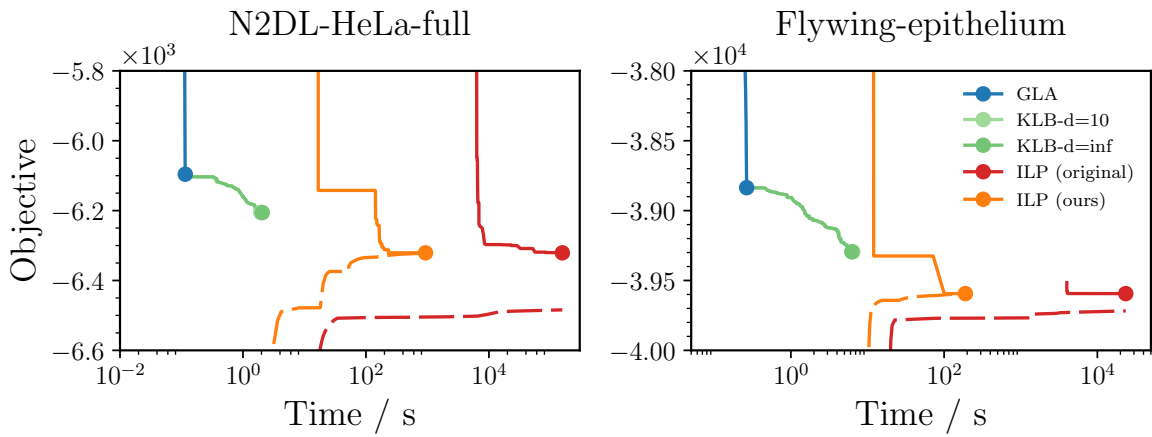 N2DL-HeLa-full
×10³
−5.8
−6.0
−6.2
−6.4
−6.6
Objective
10⁻²
10⁰
10²
10⁴
Time / s
Flywing-epithelium
×10⁴
−3.80
−3.85
−3.90
−3.95
−4.00
10⁰
10²
10⁴
Time / s
GLA
KLB-d=10
KLB-d=inf
ILP (original)
ILP (ours)